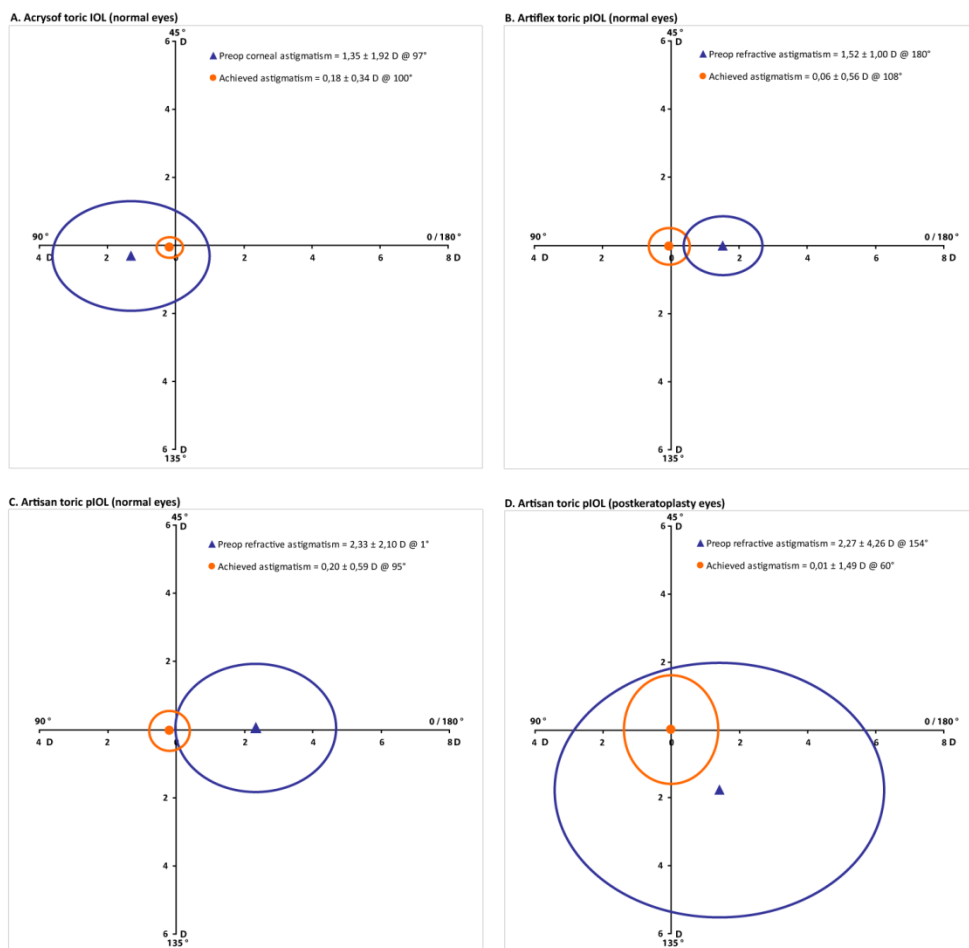 A. Acrysof toric IOL (normal eyes)
45°
6 D
Preop corneal astigmatism = 1,35 ± 1,92 D @ 97°
Achieved astigmatism = 0,18 ± 0,34 D @ 100°
4
2
90° 0/180°
4 D 2 0 2 4 6 8 D
2
4
6 D
135°
B. Artiflex toric pIOL (normal eyes)
45°
6 D
Preop refractive astigmatism = 1,52 ± 1,00 D @ 180°
Achieved astigmatism = 0,06 ± 0,56 D @ 108°
4
2
90° 0/180°
4 D 2 0 2 4 6 8 D
2
4
6 D
135°
C. Artisan toric pIOL (normal eyes)
45°
6 D
Preop refractive astigmatism = 2,33 ± 2,10 D @ 1°
Achieved astigmatism = 0,20 ± 0,59 D @ 95°
4
2
90° 0/180°
4 D 2 0 2 4 6 8 D
2
4
6 D
135°
D. Artisan toric pIOL (postkeratoplasty eyes)
45°
6 D
Preop refractive astigmatism = 2,27 ± 4,26 D @ 154°
Achieved astigmatism = 0,01 ± 1,49 D @ 60°
4
2
90° 0/180°
4 D 2 0 2 4 6 8 D
2
4
6 D
135°